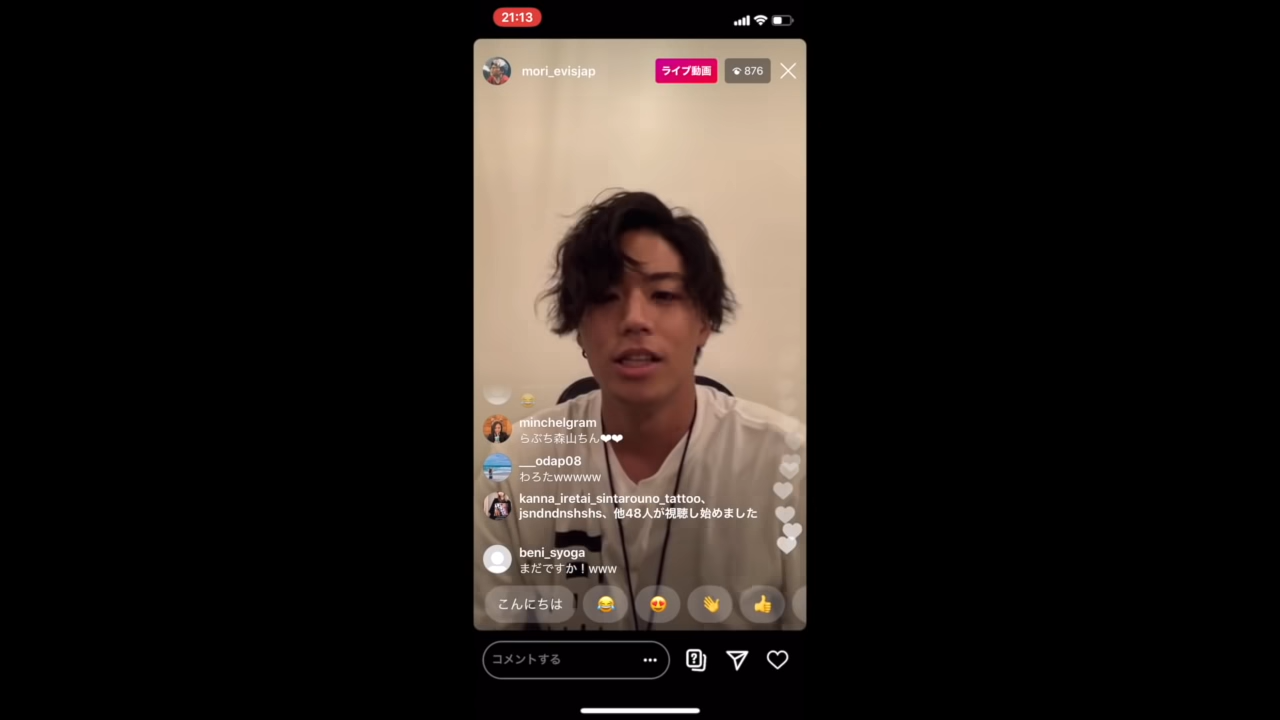 21:13
mori_evisjap
ライブ動画
876
minchelgram
らぶち森山ちん❤❤
___odap08
わろたwwwww
kanna_iretai_sintarouno_tattoo、
jsndndnshshs、他48人が視聴し始めました
beni_syoga
まだですか！www
こんにちは
コメントする